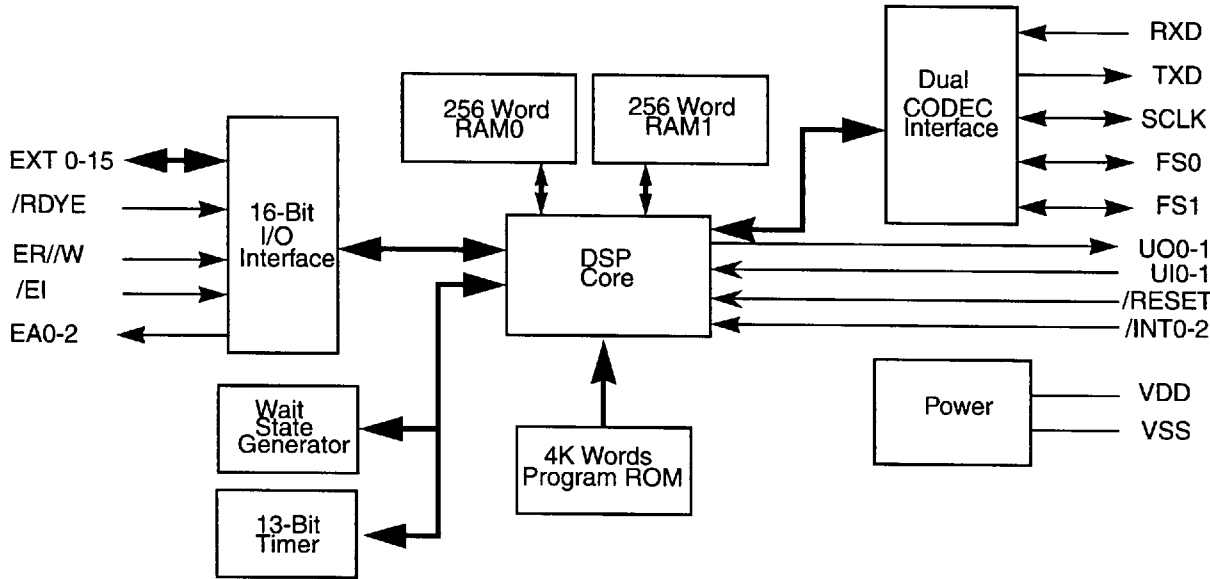 EXT 0-15
/RDYE
ER//W
/EI
EA0-2
16-Bit
I/O
Interface
256 Word
RAM0
256 Word
RAM1
DSP
Core
Dual
CODEC
Interface
RXD
TXD
SCLK
FS0
FS1
UO0-1
UI0-1
/RESET
/INT0-2
Wait
State
Generator
13-Bit
Timer
4K Words
Program ROM
Power
VDD
VSS